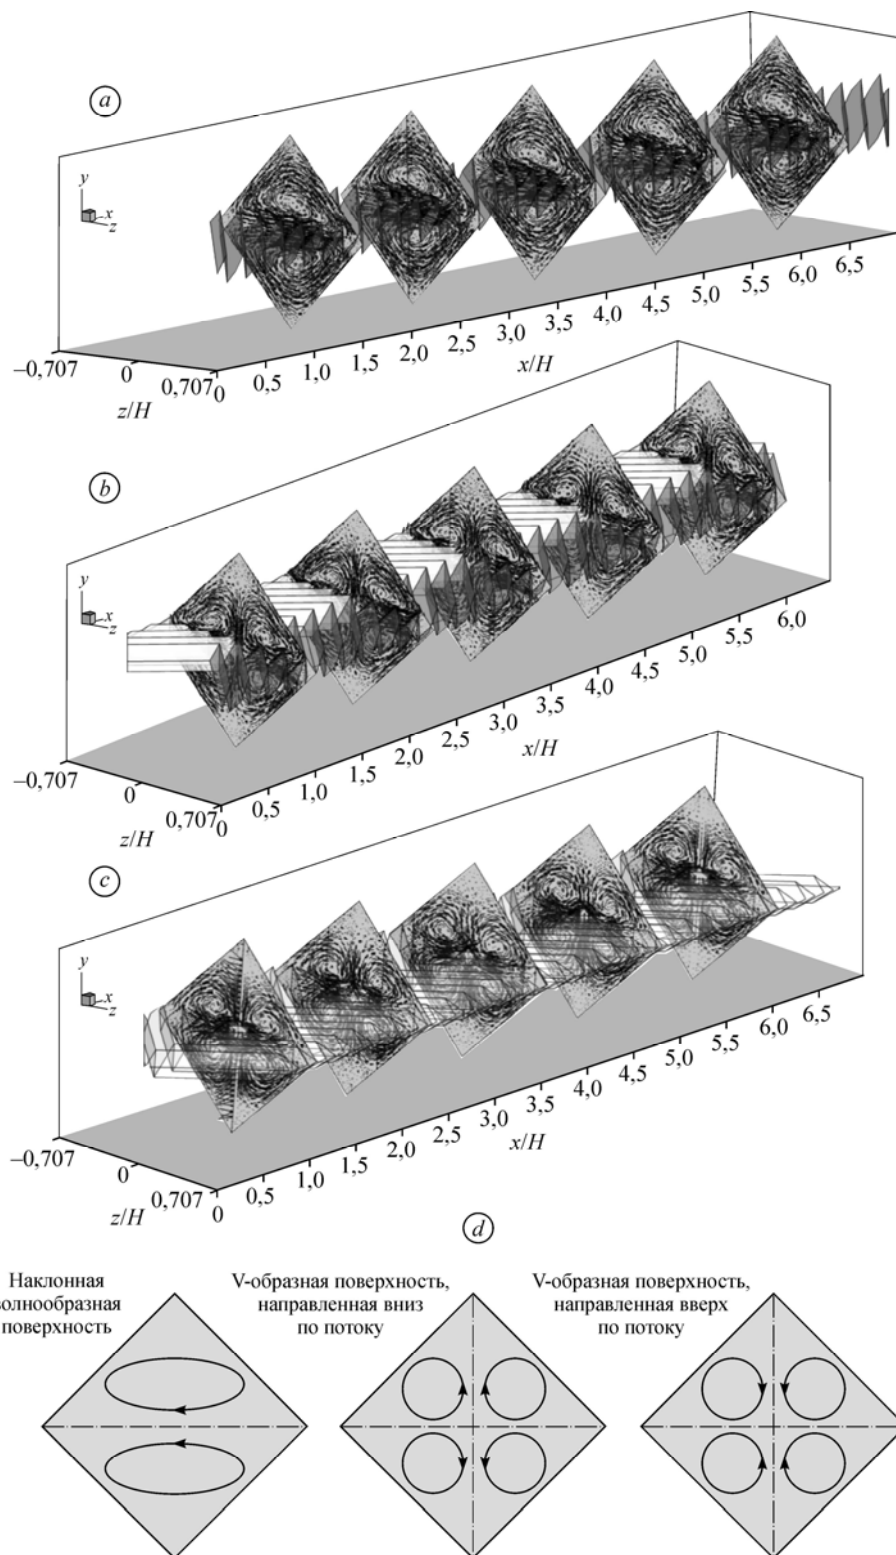 a
y
x
z
6,5
6,0
5,5
5,0
4,5
4,0
3,5
3,0
2,5
2,0
1,5
1,0
0,5
0
x/H
–0,707
0
0,707
z/H
b
y
x
z
6,0
5,5
5,0
4,5
4,0
3,5
3,0
2,5
2,0
1,5
1,0
0,5
0
x/H
–0,707
0
0,707
z/H
c
y
x
z
6,5
6,0
5,5
5,0
4,5
4,0
3,5
3,0
2,5
2,0
1,5
1,0
0,5
0
x/H
–0,707
0
0,707
z/H
d
Наклонная
волнообразная
поверхность
V-образная поверхность,
направленная вниз
по потоку
V-образная поверхность,
направленная вверх
по потоку